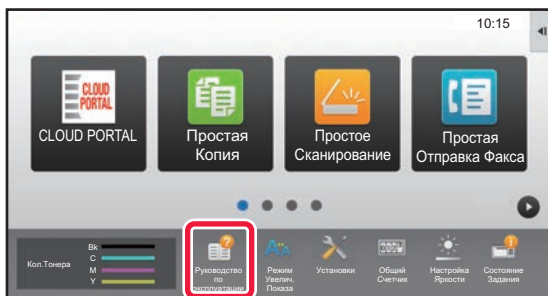 10:15
CLOUD
PORTAL
CLOUD PORTAL
Простая
Копия
Простое
Сканирование
Простая
Отправка Факса
Кол.Тонера
Bk
C
M
Y
Руководство
по
эксплуатации
Режим
Увелич.
Показа
Установки
Общий
Счетчик
Настройка
Яркости
Состояние
Задания